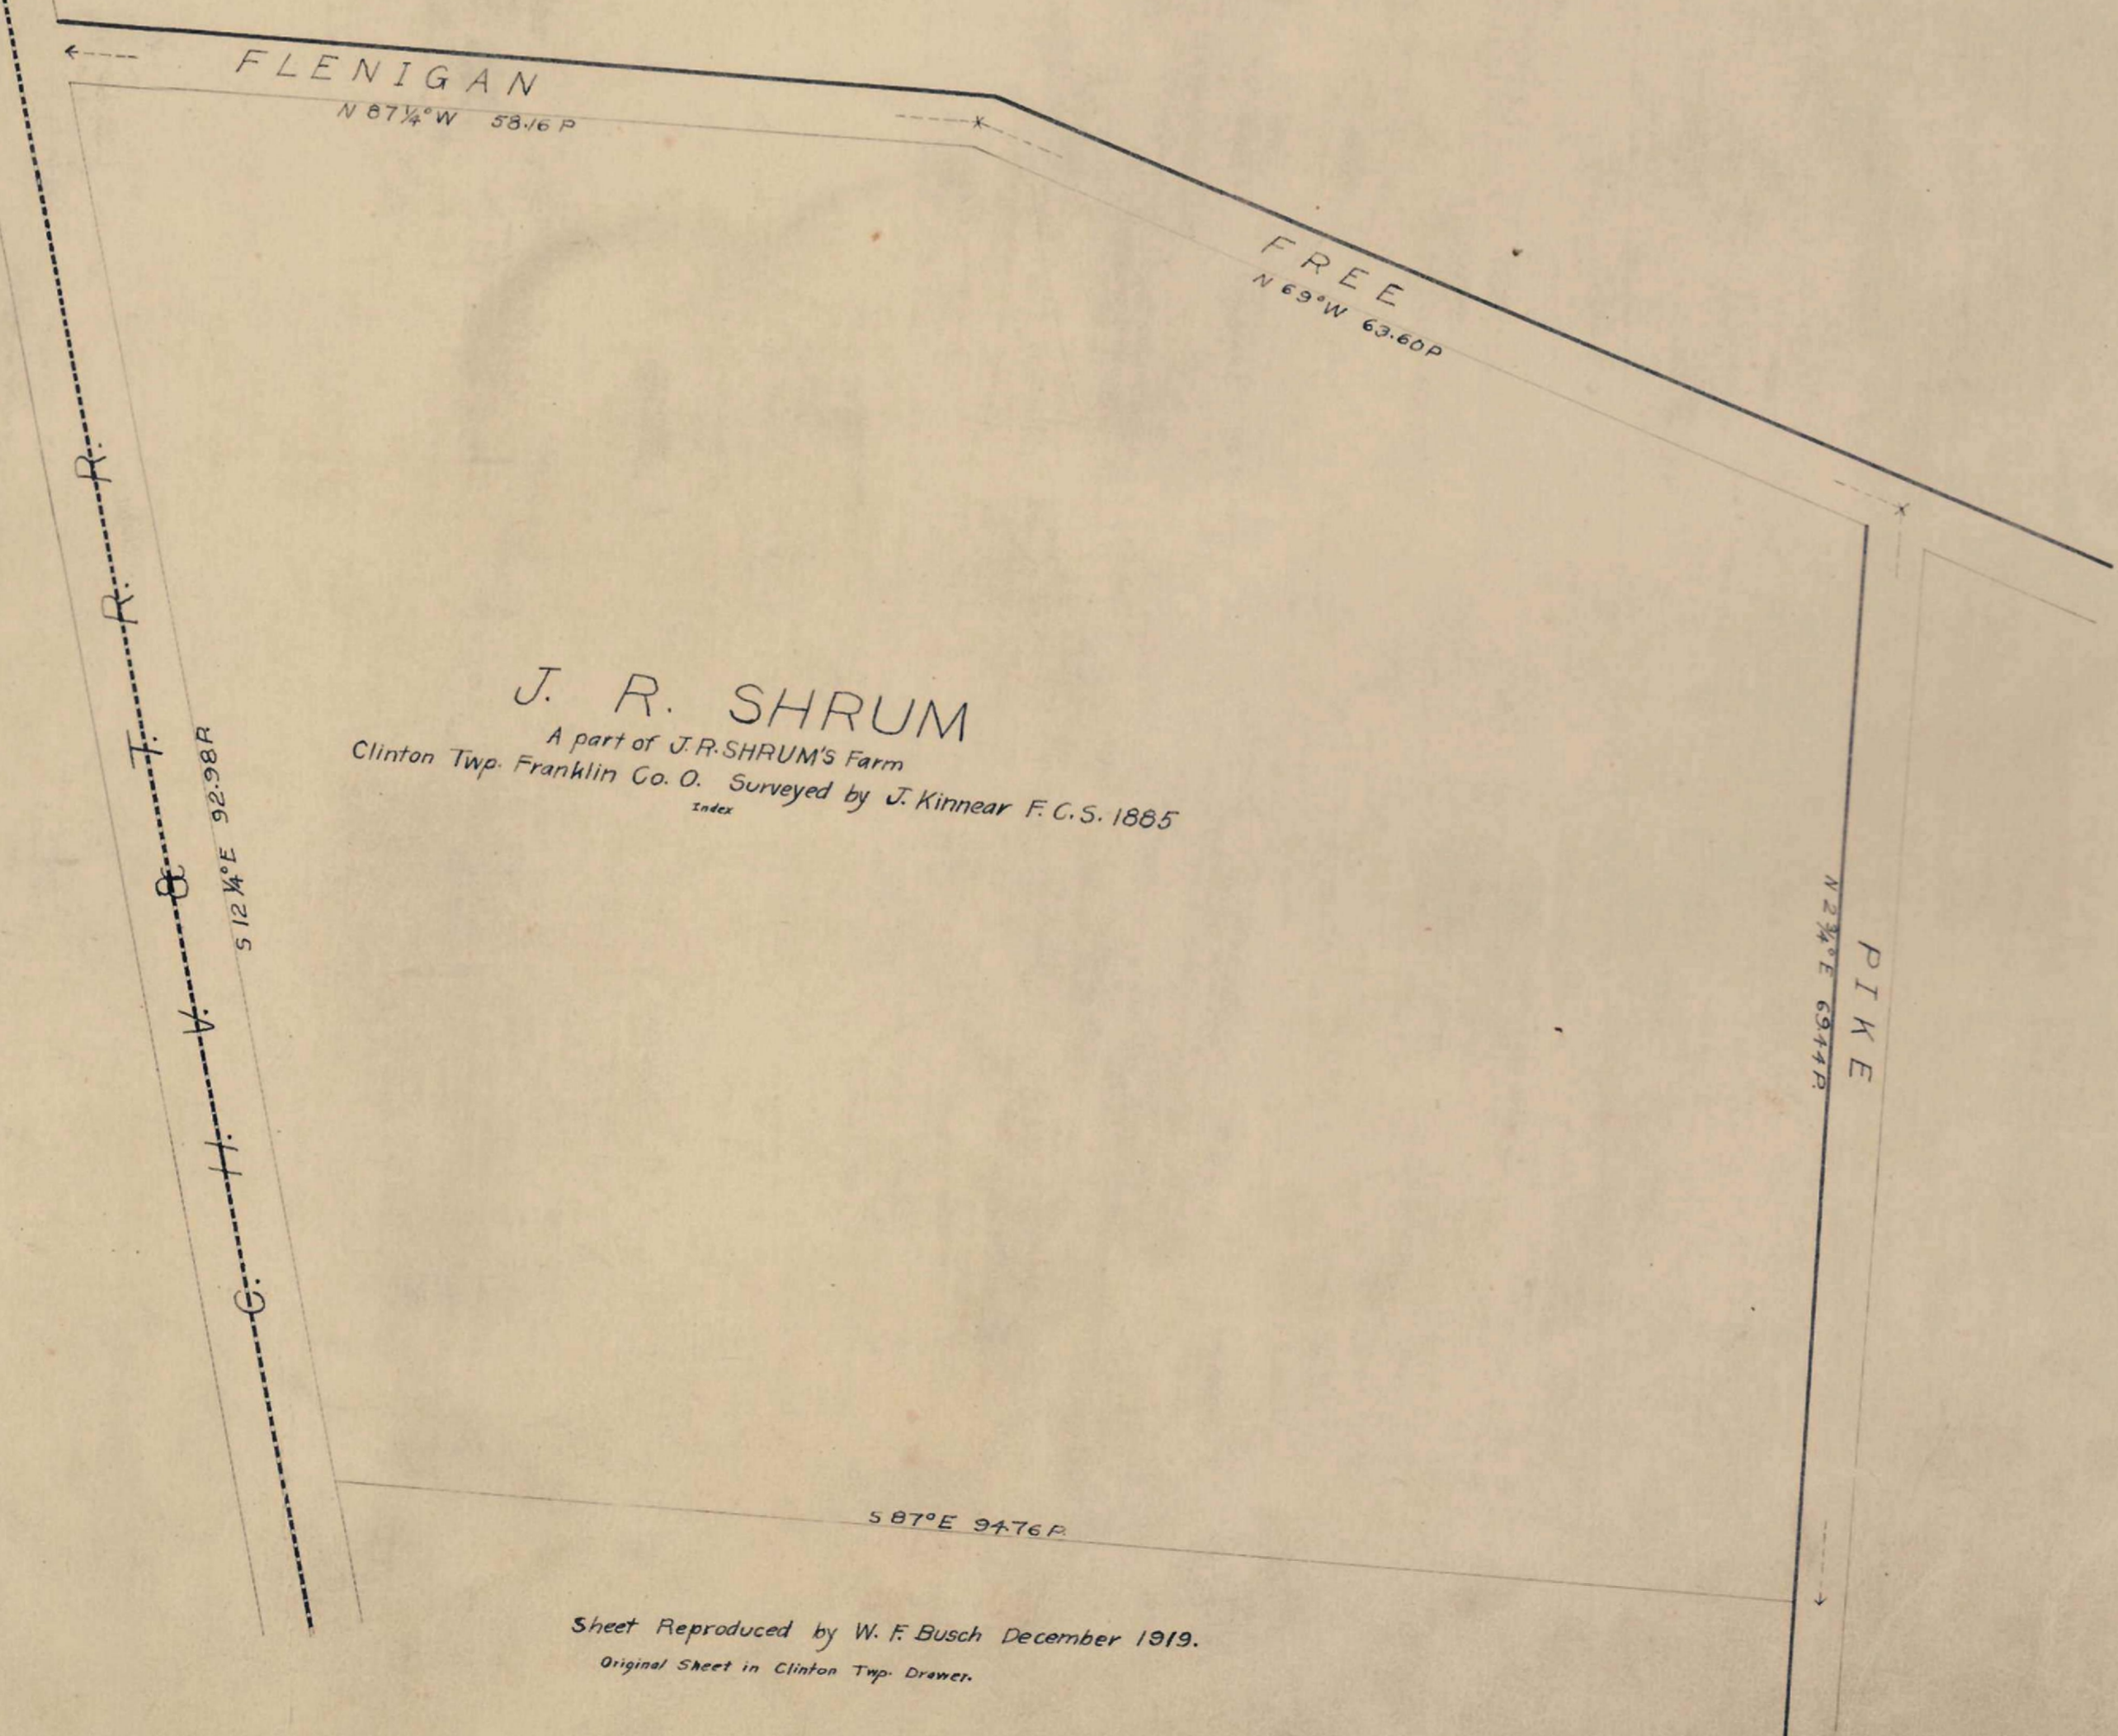 FLENIGAN
N 87¼° W 58.16 P
FREE
N 69° W 63.60 P
PIKE
N 2¾° E 69.44 P.
C. H. V. & T. R. R.
S 12¼° E 92.98 P.
J. R. SHRUM
A part of J. R. SHRUM'S Farm
Clinton Twp. Franklin Co. O. Surveyed by J. Kinnear F. C. S. 1885
Index
S 87° E 94.76 P.
Sheet Reproduced by W. F. Busch December 1919.
Original Sheet in Clinton Twp. Drawer.